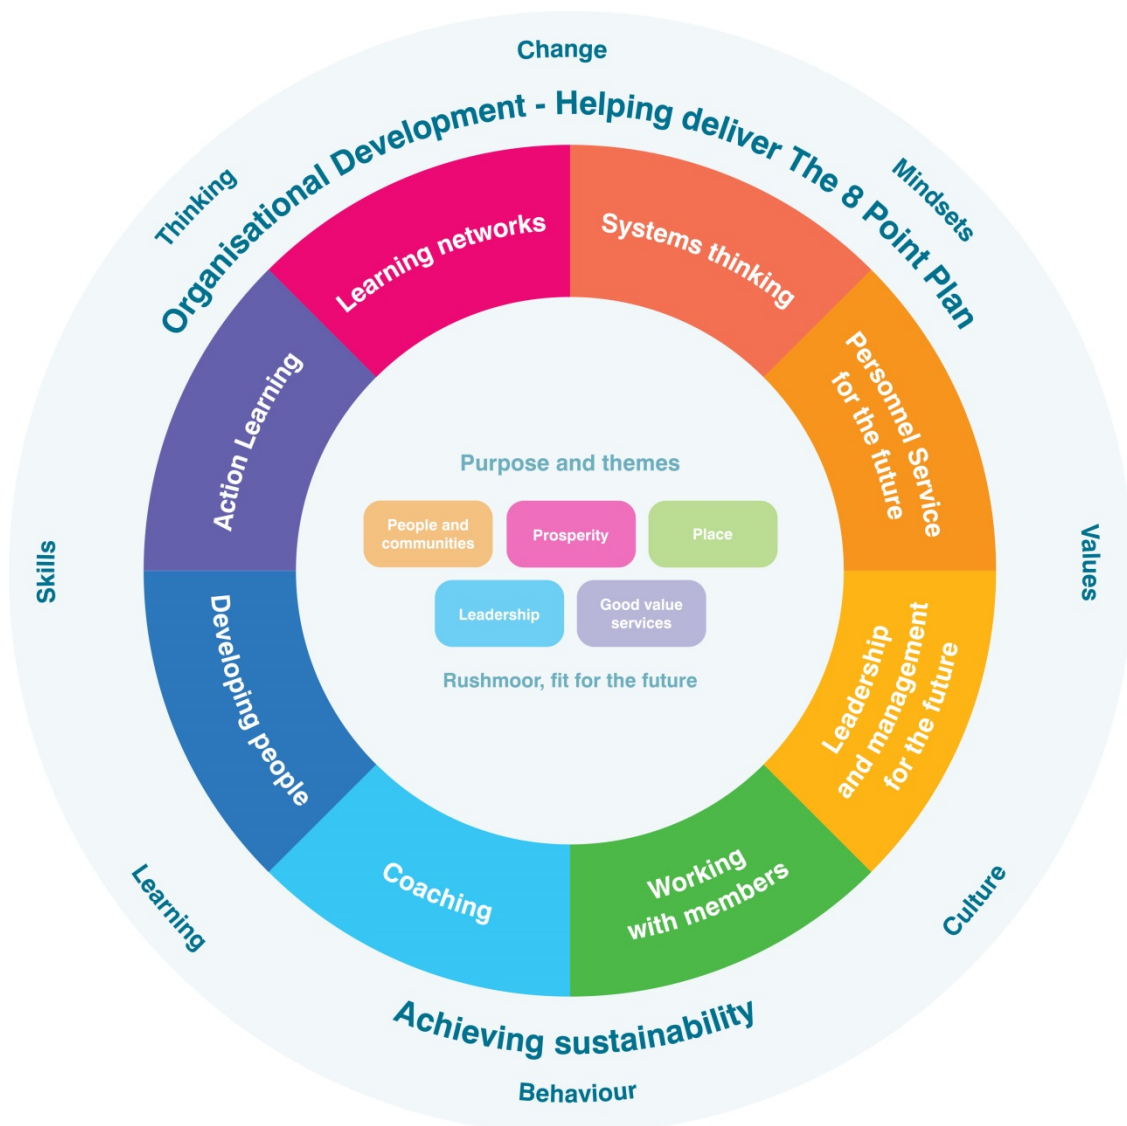 Change
Organisational Development - Helping deliver The 8 Point Plan
Thinking
Mindsets
Learning networks
Systems thinking
Action Learning
Personnel Service
for the future
Purpose and themes
People and
communities
Prosperity
Place
Leadership
Good value
services
Rushmoor, fit for the future
Skills
Values
Developing people
Leadership
and management
for the future
Coaching
Working
with members
Learning
Culture
Achieving sustainability
Behaviour